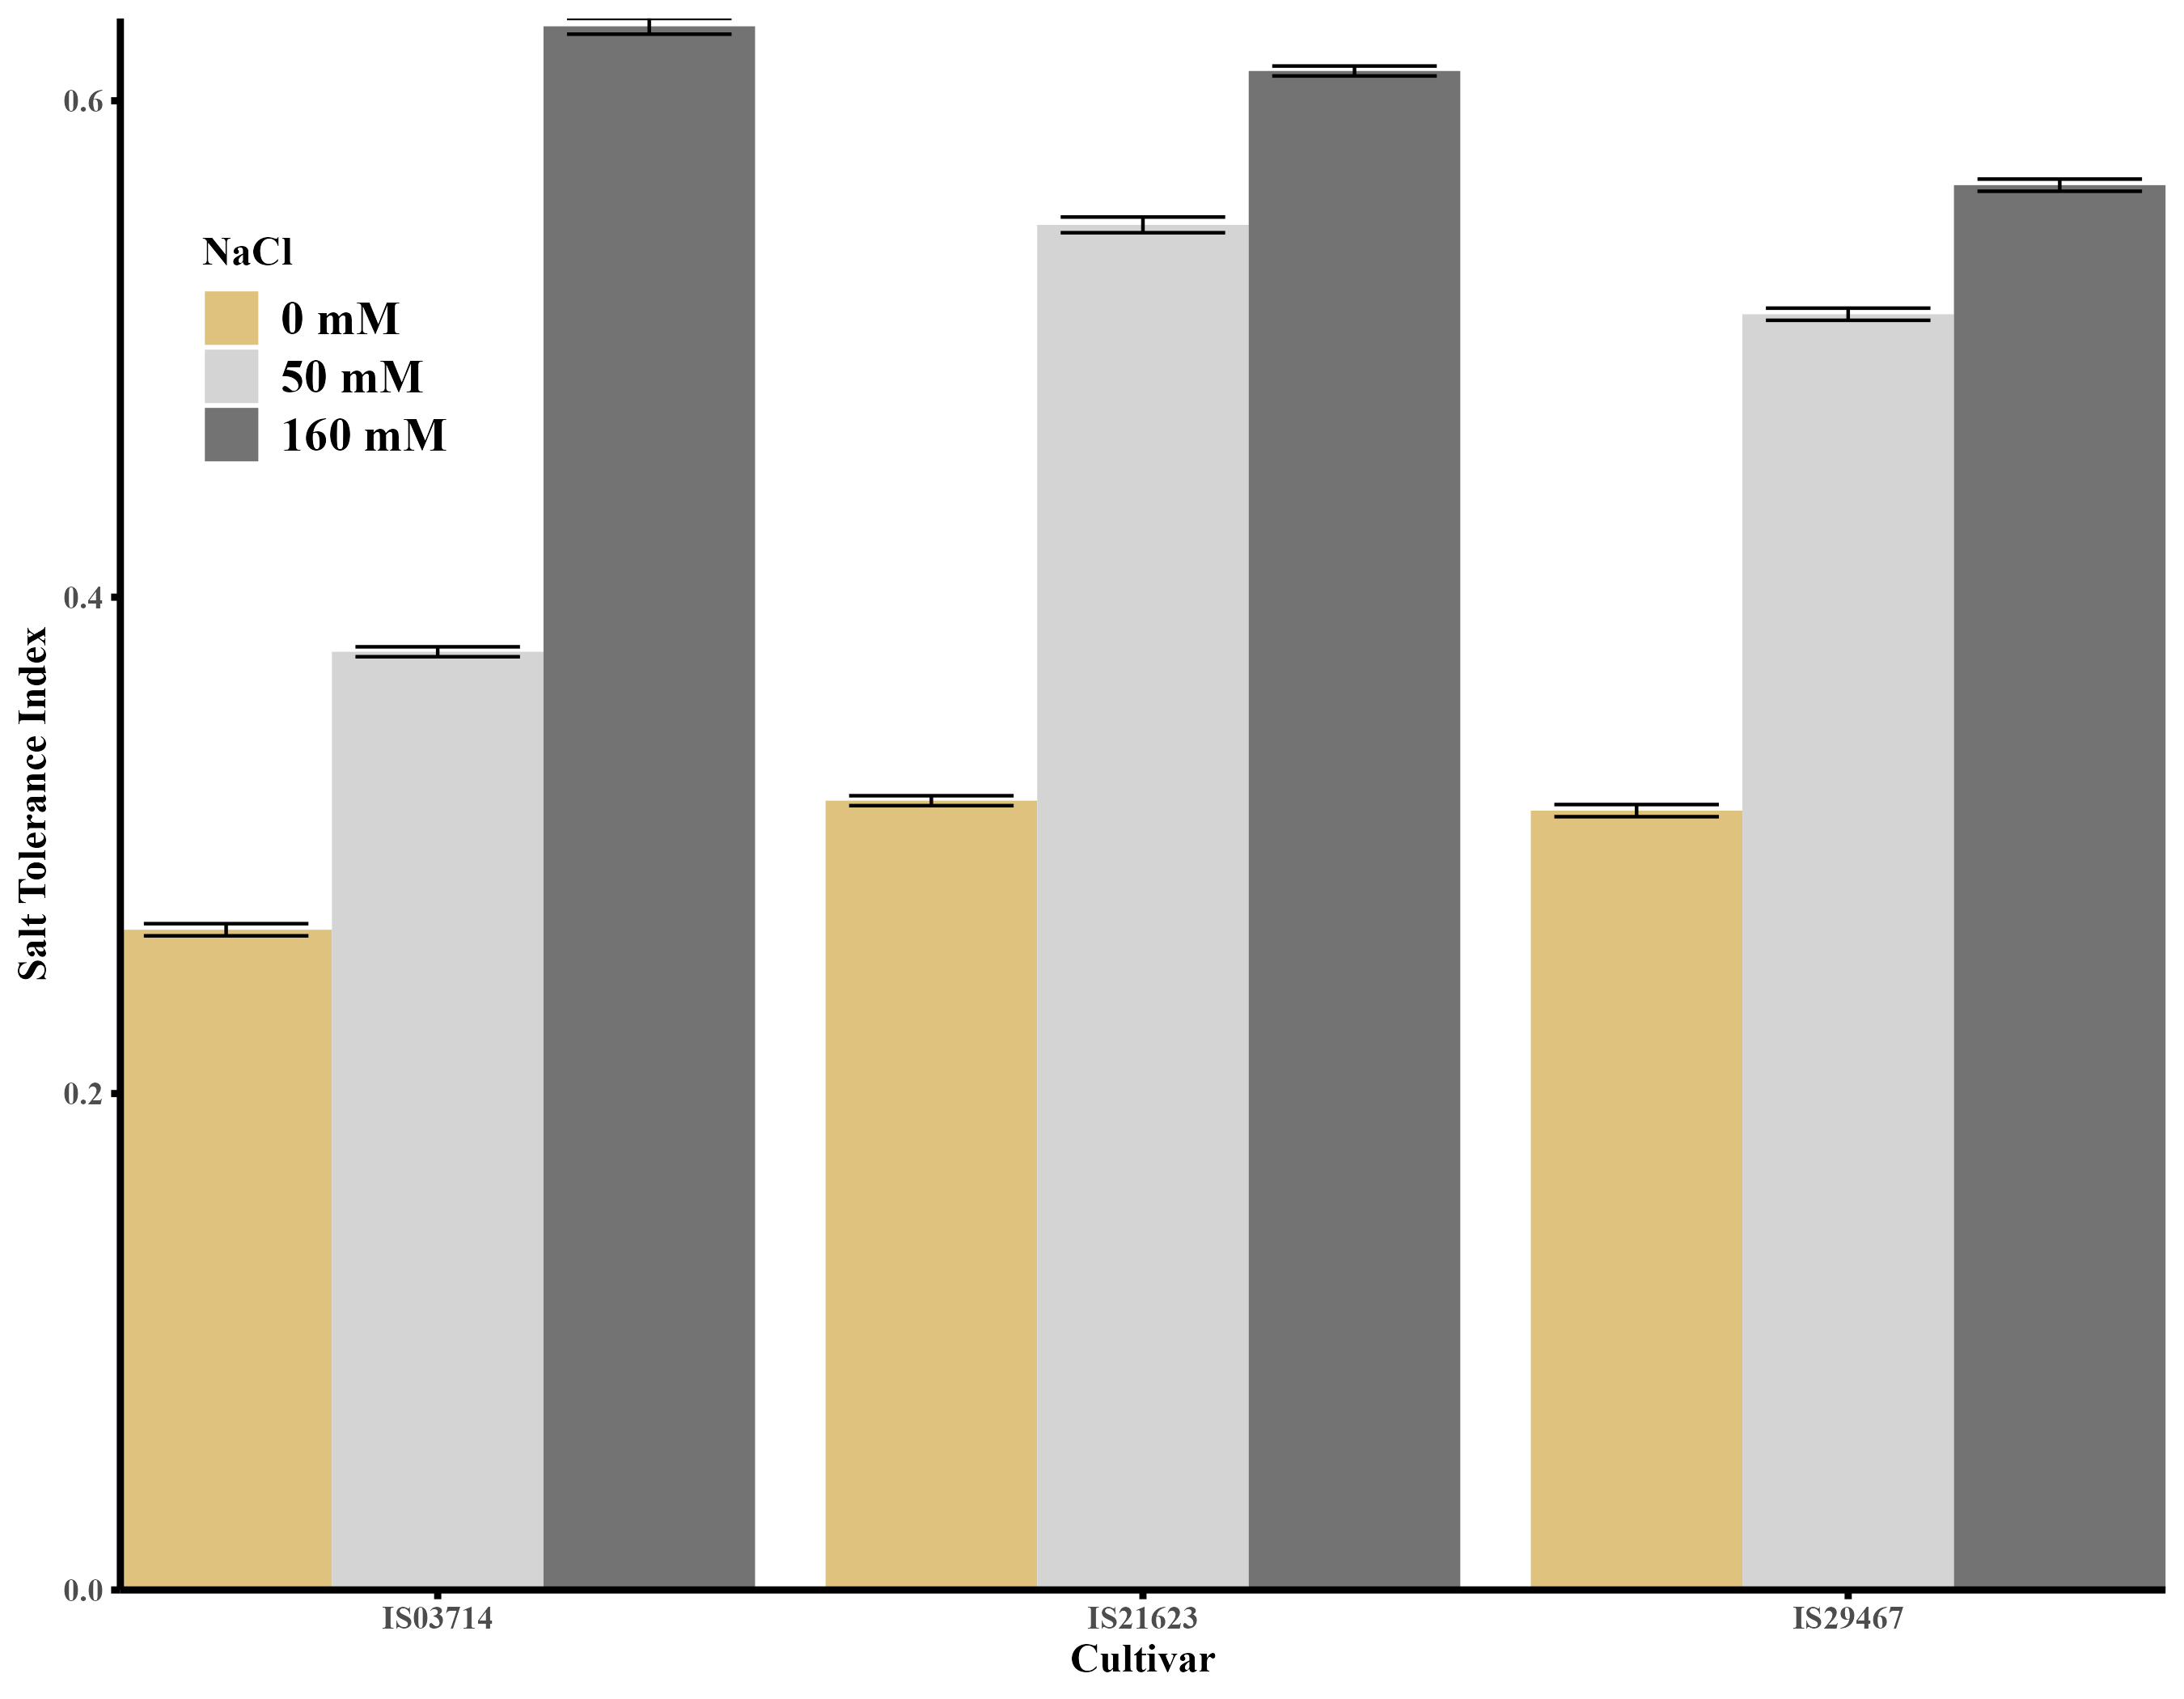 0.6
NaCl
0 mM
50 mM
160 mM
0.4
Salt Tolerance Index
0.2
0.0
IS03714
IS21623
IS29467
Cultivar